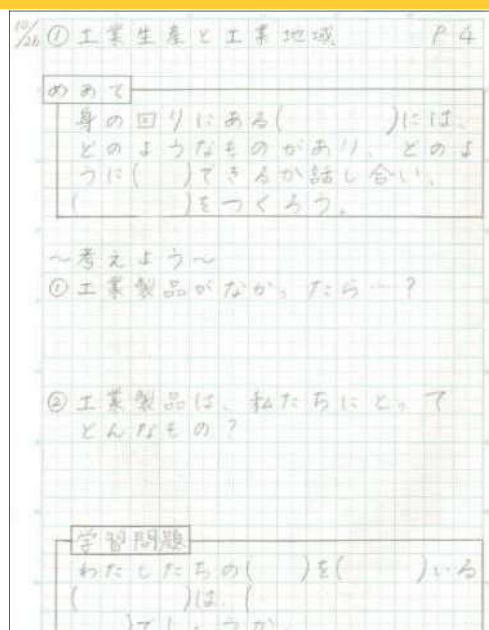 10/26 ① 工業生産と工業地域 P4
めあて
身の回りにある( )には、
どのようなものがあり、どのよ
うに( )できるか話し合い、
( )をつくろう。
~考えよう~
① 工業製品がなかったら…?
② 工業製品は、私たちにとって
どんなもの?
学習問題
わたしたちの( )を( )いる
( )は、(
)でしょうか。